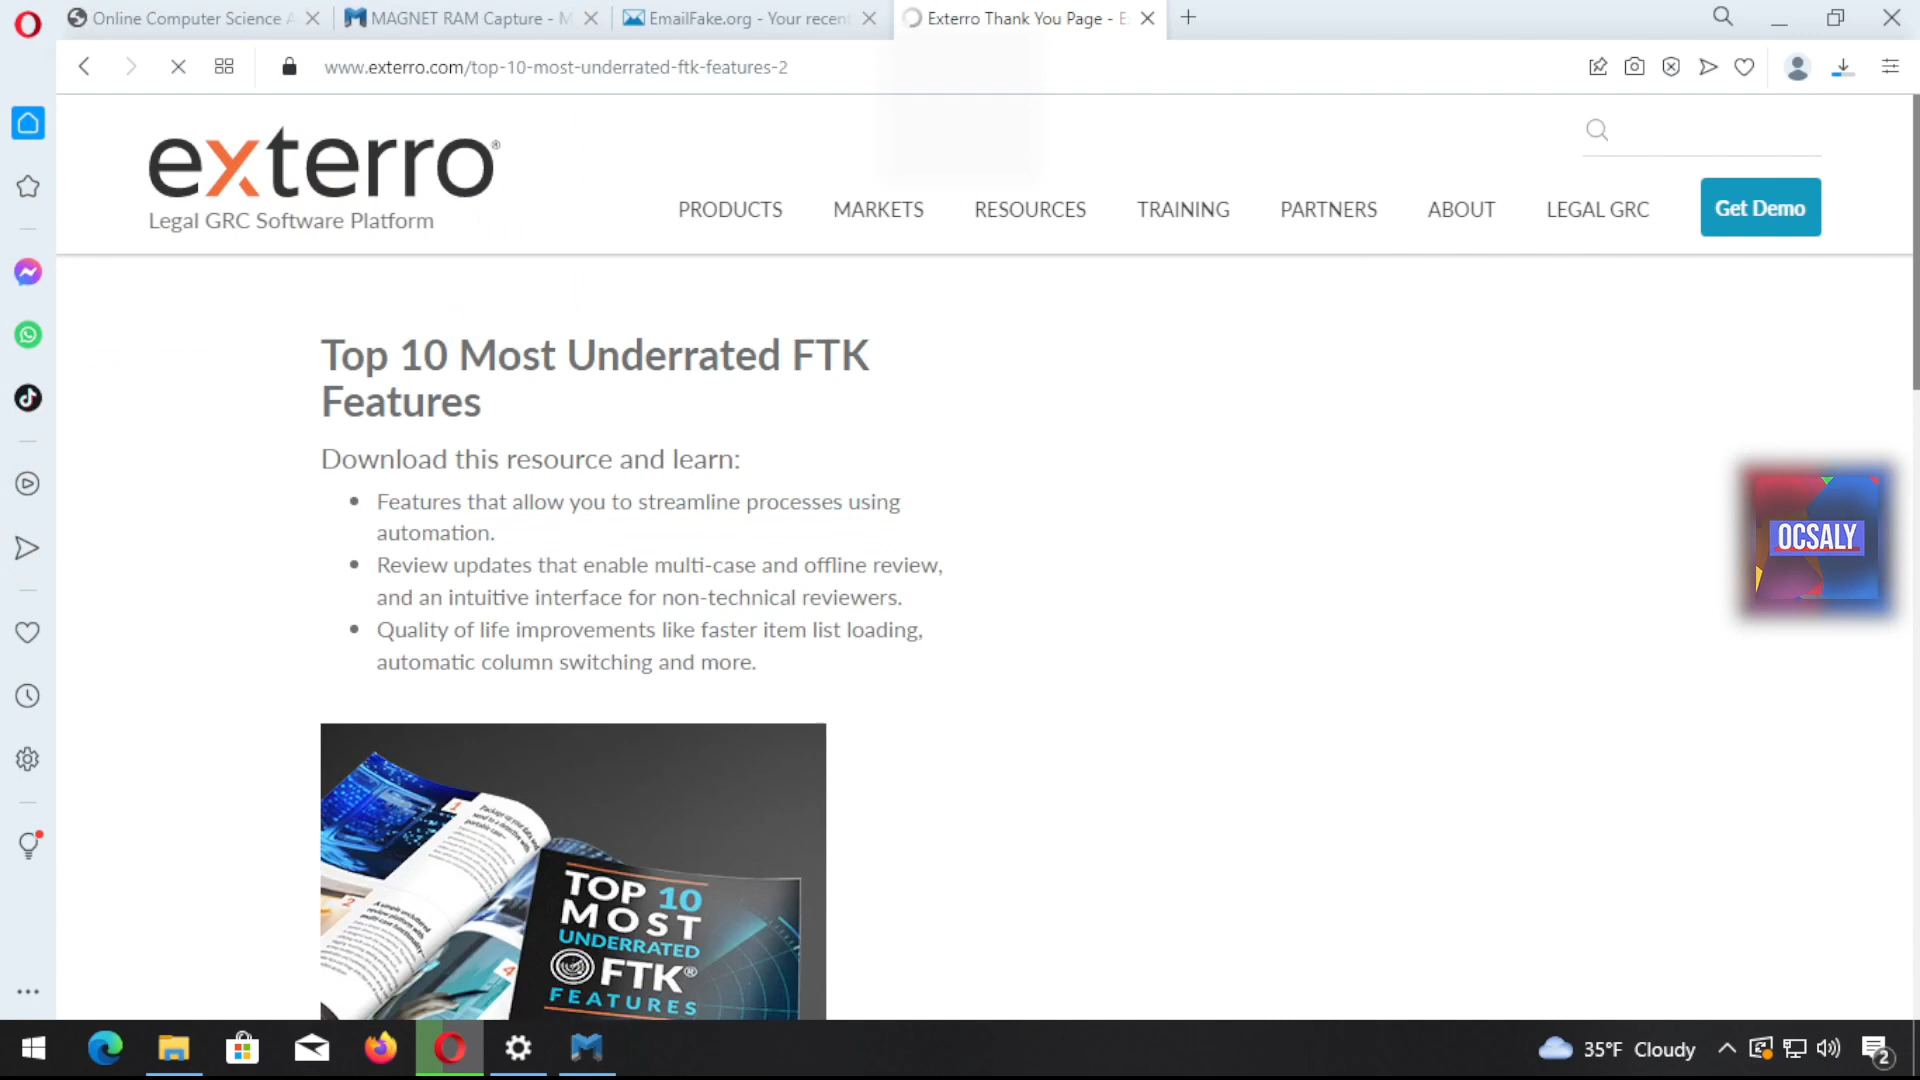 Online Computer Science A
MAGNET RAM Capture - M
EmailFake.org - Your recent
Exterro Thank You Page - E
www.exterro.com/top-10-most-underrated-ftk-features-2
exterro®
Legal GRC Software Platform
PRODUCTS MARKETS RESOURCES TRAINING PARTNERS ABOUT LEGAL GRC Get Demo
Top 10 Most Underrated FTK
Features
Download this resource and learn:
Features that allow you to streamline processes using
automation.
Review updates that enable multi-case and offline review,
and an intuitive interface for non-technical reviewers.
Quality of life improvements like faster item list loading,
automatic column switching and more.
OCSALY
1
2
4
TOP 10
MOST
UNDERRATED
FTK®
FEATURES
35°F Cloudy
2